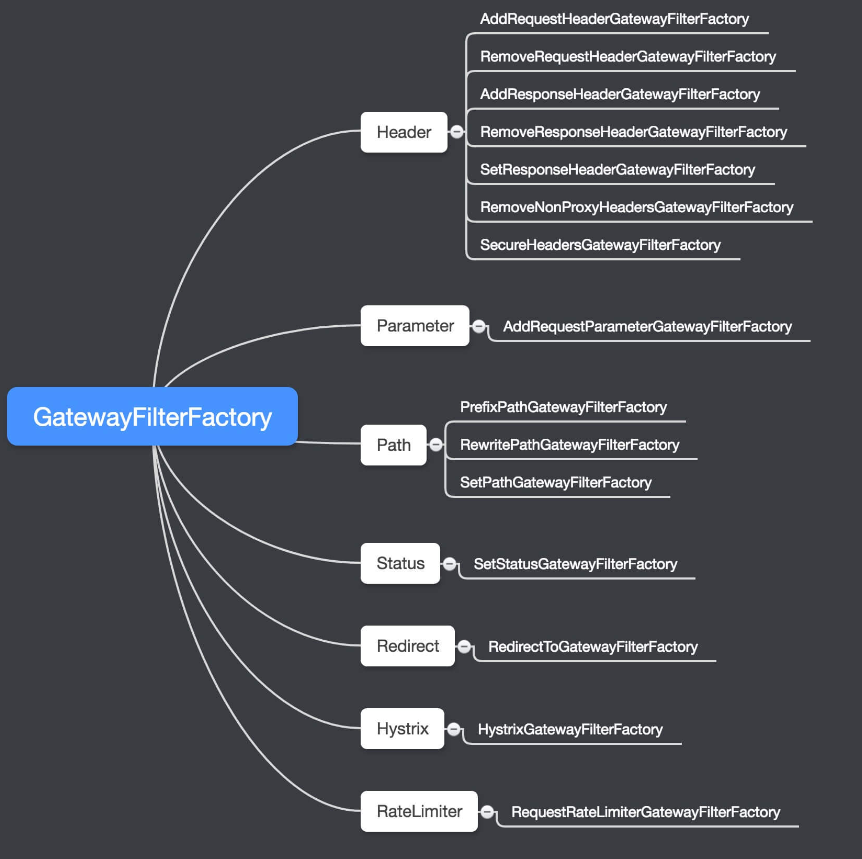 GatewayFilterFactory
Header
AddRequestHeaderGatewayFilterFactory
RemoveRequestHeaderGatewayFilterFactory
AddResponseHeaderGatewayFilterFactory
RemoveResponseHeaderGatewayFilterFactory
SetResponseHeaderGatewayFilterFactory
RemoveNonProxyHeadersGatewayFilterFactory
SecureHeadersGatewayFilterFactory
Parameter
AddRequestParameterGatewayFilterFactory
Path
PrefixPathGatewayFilterFactory
RewritePathGatewayFilterFactory
SetPathGatewayFilterFactory
Status
SetStatusGatewayFilterFactory
Redirect
RedirectToGatewayFilterFactory
Hystrix
HystrixGatewayFilterFactory
RateLimiter
RequestRateLimiterGatewayFilterFactory